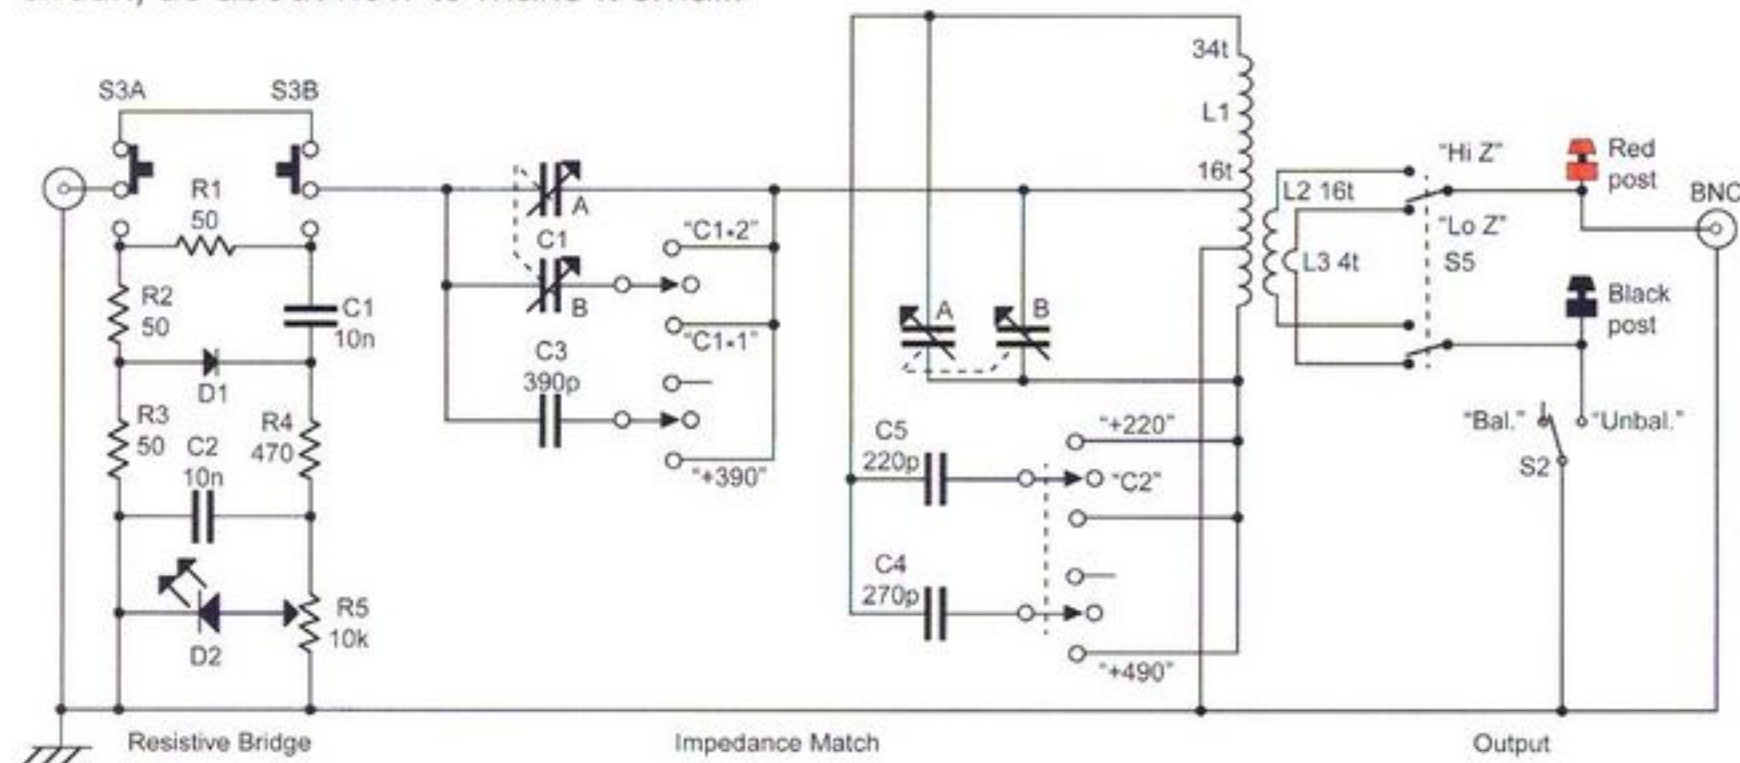 S3A
S3B
R1
50
R2
50
C1
10n
D1
R3
50
C2
10n
R4
470
R5
10k
D2
A
C1
B
"C1•2"
"C1•1"
C3
390p
"+390"
34t
L1
16t
A
B
C5
220p
"+220"
"C2"
C4
270p
"+490"
L2 16t
L3 4t
"Hi Z"
"Lo Z"
S5
Red
post
BNC
Black
post
"Bal."
"Unbal."
S2
Resistive Bridge
Impedance Match
Output